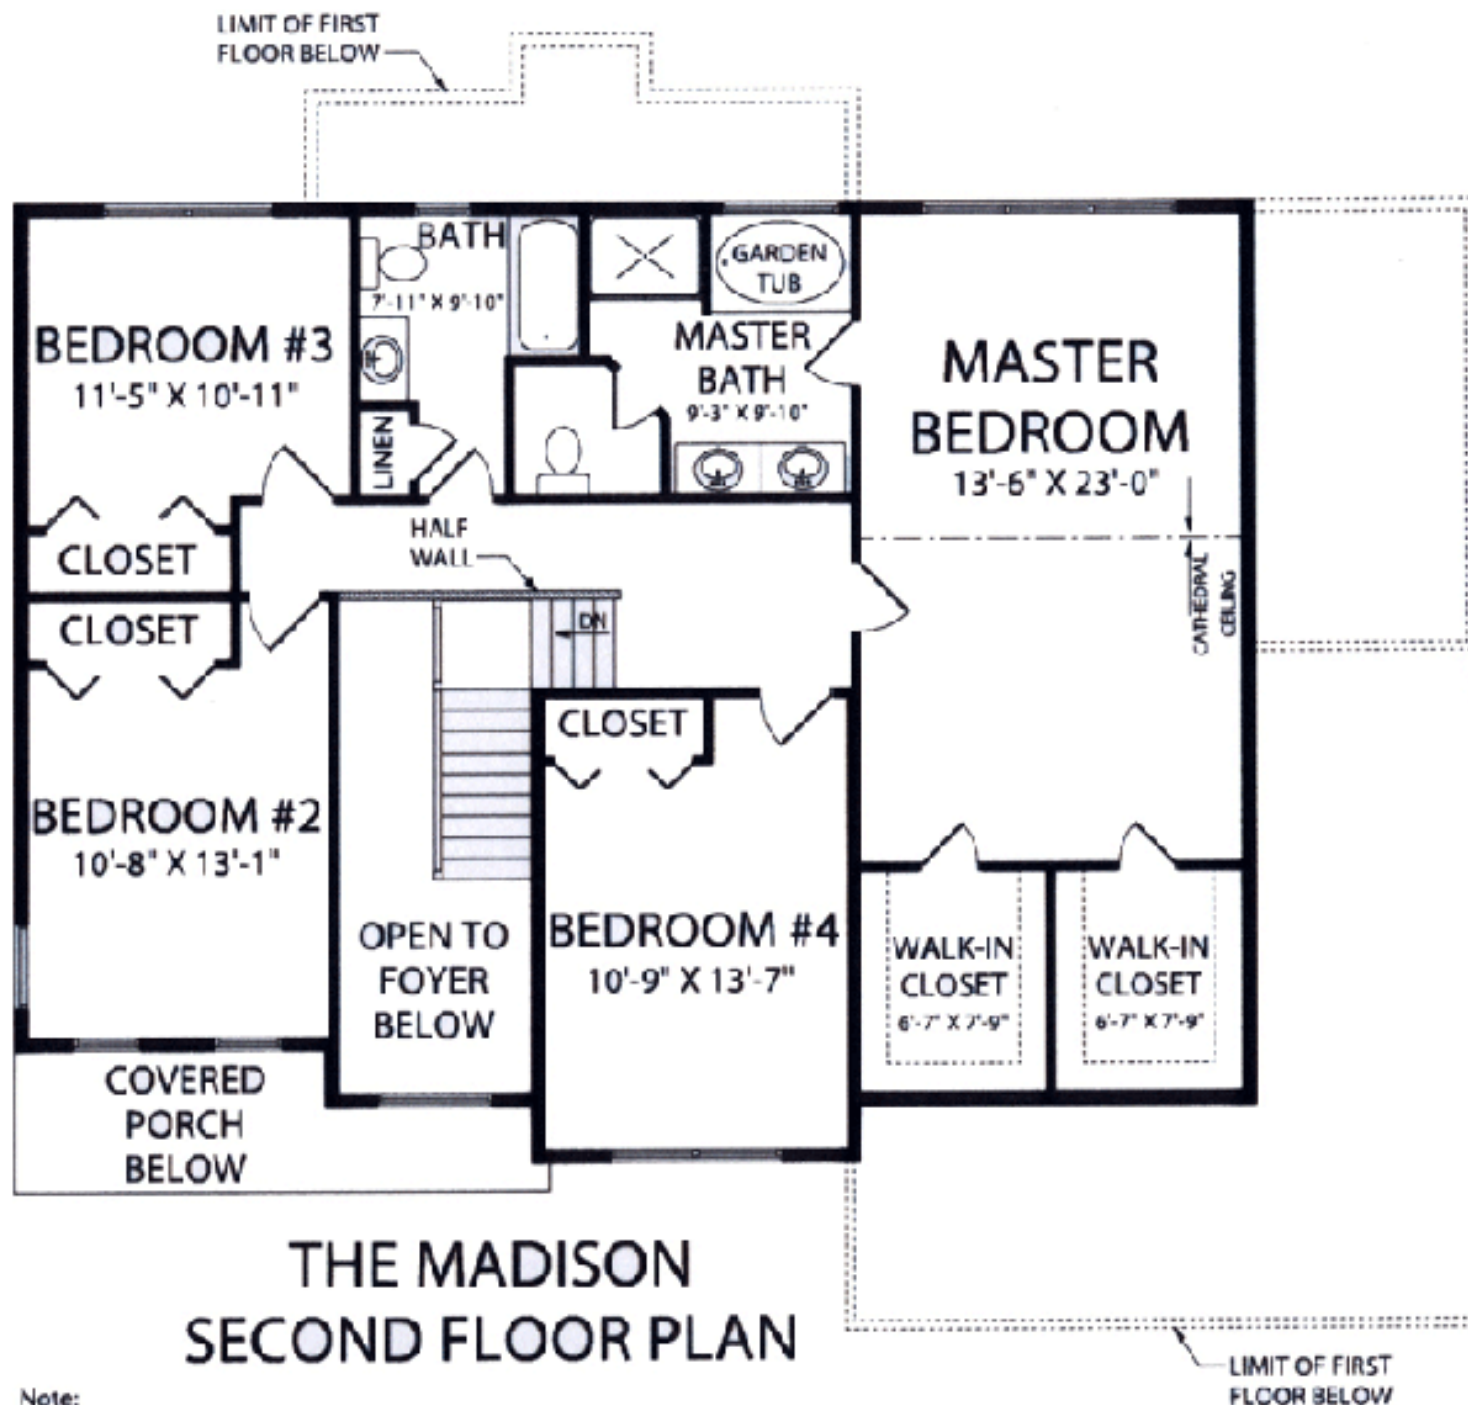 LIMIT OF FIRST
FLOOR BELOW
BATH
7'-11" X 9'-10"
GARDEN
TUB
BEDROOM #3
11'-5" X 10'-11"
MASTER
BATH
9'-3" X 9'-10"
MASTER
BEDROOM
13'-6" X 23'-0"
LINEN
HALF
WALL
CLOSET
CLOSET
DN
CATHEDRAL
CEILING
CLOSET
BEDROOM #2
10'-8" X 13'-1"
OPEN TO
FOYER
BELOW
BEDROOM #4
10'-9" X 13'-7"
WALK-IN
CLOSET
6'-7" X 7'-9"
WALK-IN
CLOSET
6'-7" X 7'-9"
COVERED
PORCH
BELOW
THE MADISON
SECOND FLOOR PLAN
LIMIT OF FIRST
FLOOR BELOW
Note: